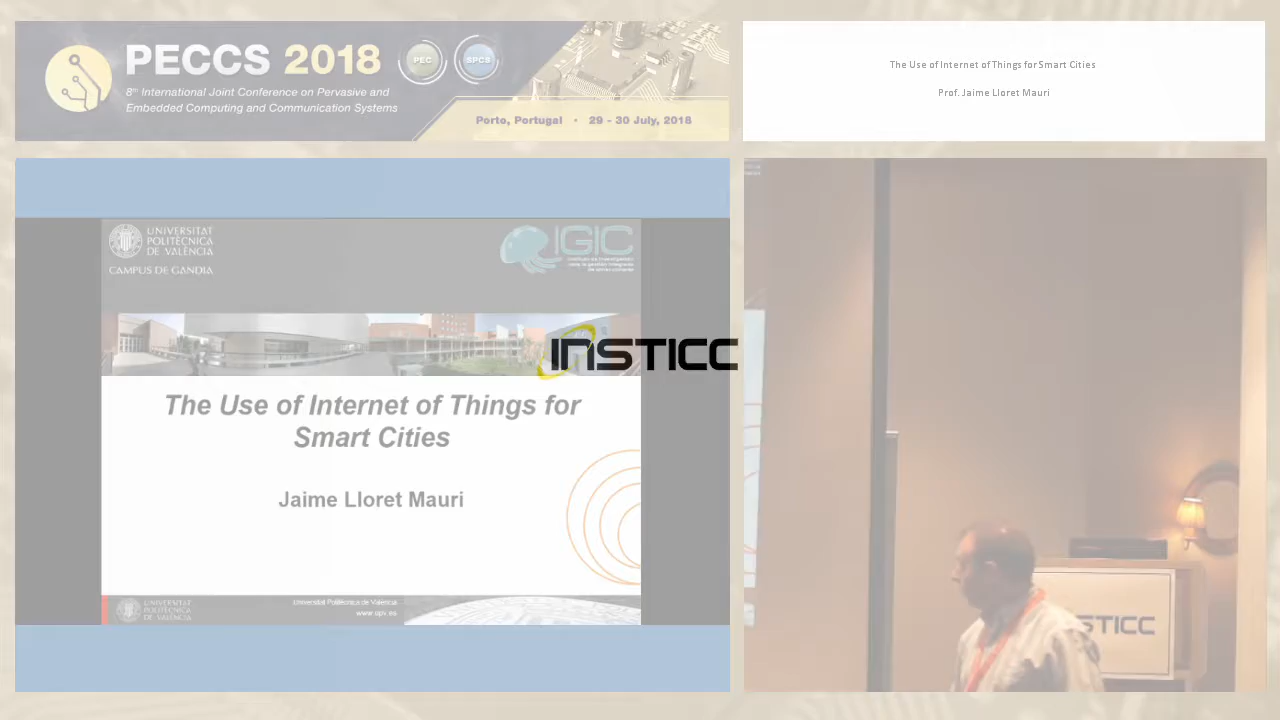 PECCS 2018
PEC
SPCS
8th International Joint Conference on Pervasive and
Embedded Computing and Communication Systems
Porto, Portugal • 29 - 30 July, 2018
The Use of Internet of Things for Smart Cities
Prof. Jaime Lloret Mauri
UNIVERSITAT
POLITÈCNICA
DE VALÈNCIA
CAMPUS DE GANDIA
IGIC
INSTICC
The Use of Internet of Things for
Smart Cities
Jaime Lloret Mauri
UNIVERSITAT
POLITÈCNICA
DE VALÈNCIA
Universitat Politècnica de València
www.upv.es
STICC